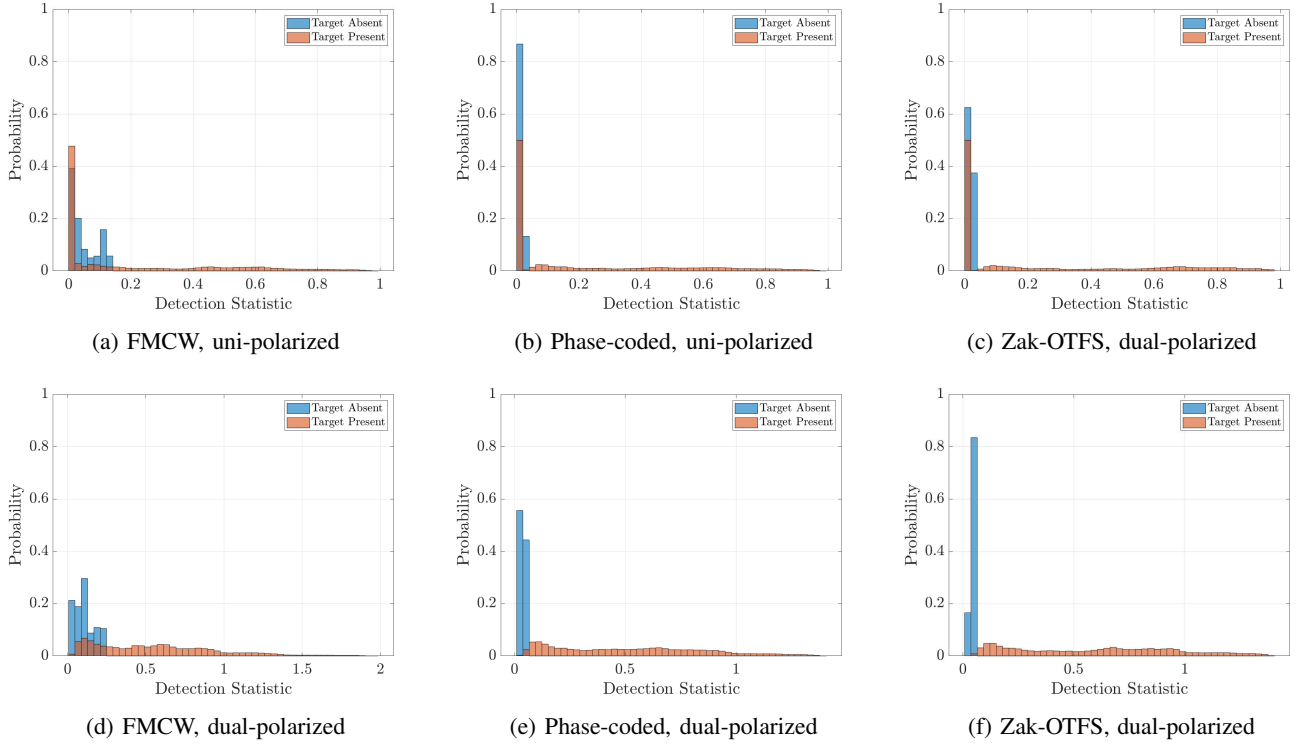 1
0.8
0.6
0.4
0.2
0
Probability
Target Absent
Target Present
0 0.2 0.4 0.6 0.8 1
Detection Statistic
(a) FMCW, uni-polarized
1
0.8
0.6
0.4
0.2
0
Probability
Target Absent
Target Present
0 0.2 0.4 0.6 0.8 1
Detection Statistic
(b) Phase-coded, uni-polarized
1
0.8
0.6
0.4
0.2
0
Probability
Target Absent
Target Present
0 0.2 0.4 0.6 0.8 1
Detection Statistic
(c) Zak-OTFS, dual-polarized
1
0.8
0.6
0.4
0.2
0
Probability
Target Absent
Target Present
0 0.5 1 1.5 2
Detection Statistic
(d) FMCW, dual-polarized
1
0.8
0.6
0.4
0.2
0
Probability
Target Absent
Target Present
0 0.5 1
Detection Statistic
(e) Phase-coded, dual-polarized
1
0.8
0.6
0.4
0.2
0
Probability
Target Absent
Target Present
0 0.5 1
Detection Statistic
(f) Zak-OTFS, dual-polarized